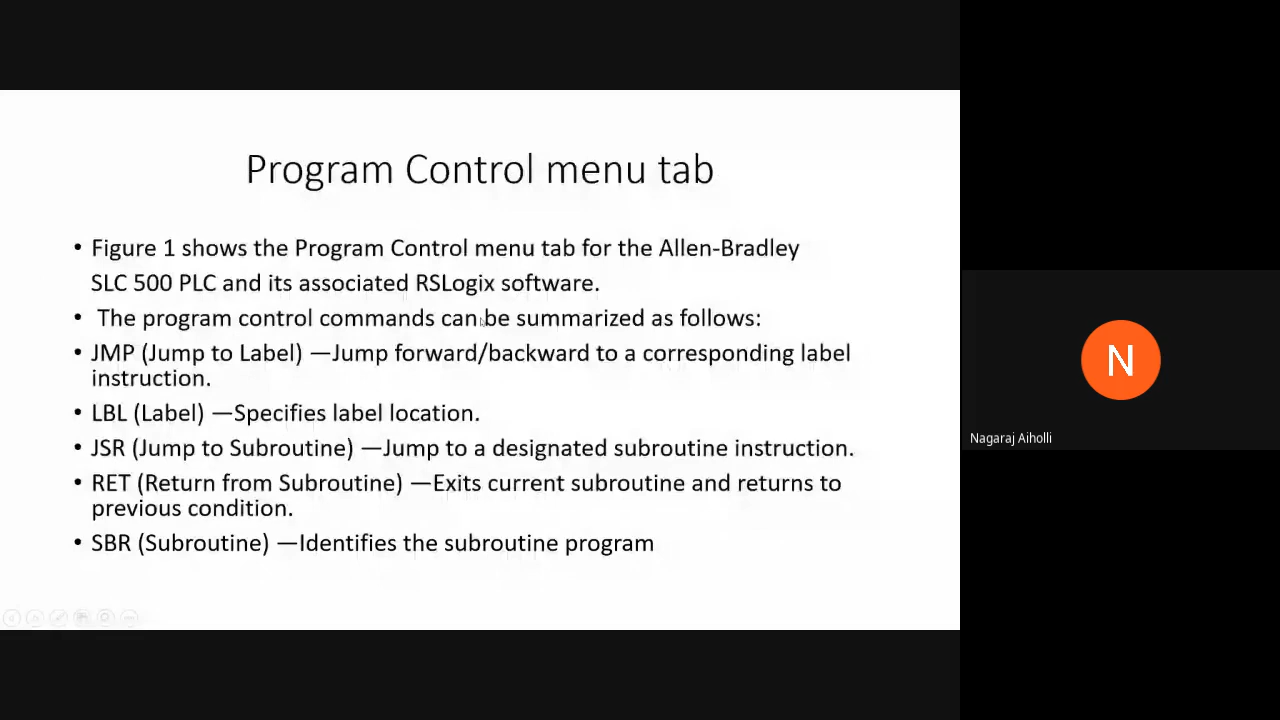 Program Control menu tab
• Figure 1 shows the Program Control menu tab for the Allen-Bradley
SLC 500 PLC and its associated RSLogix software.
• The program control commands can be summarized as follows:
• JMP (Jump to Label) —Jump forward/backward to a corresponding label
instruction.
• LBL (Label) —Specifies label location.
• JSR (Jump to Subroutine) —Jump to a designated subroutine instruction.
• RET (Return from Subroutine) —Exits current subroutine and returns to
previous condition.
• SBR (Subroutine) —Identifies the subroutine program
N
Nagaraj Aiholli